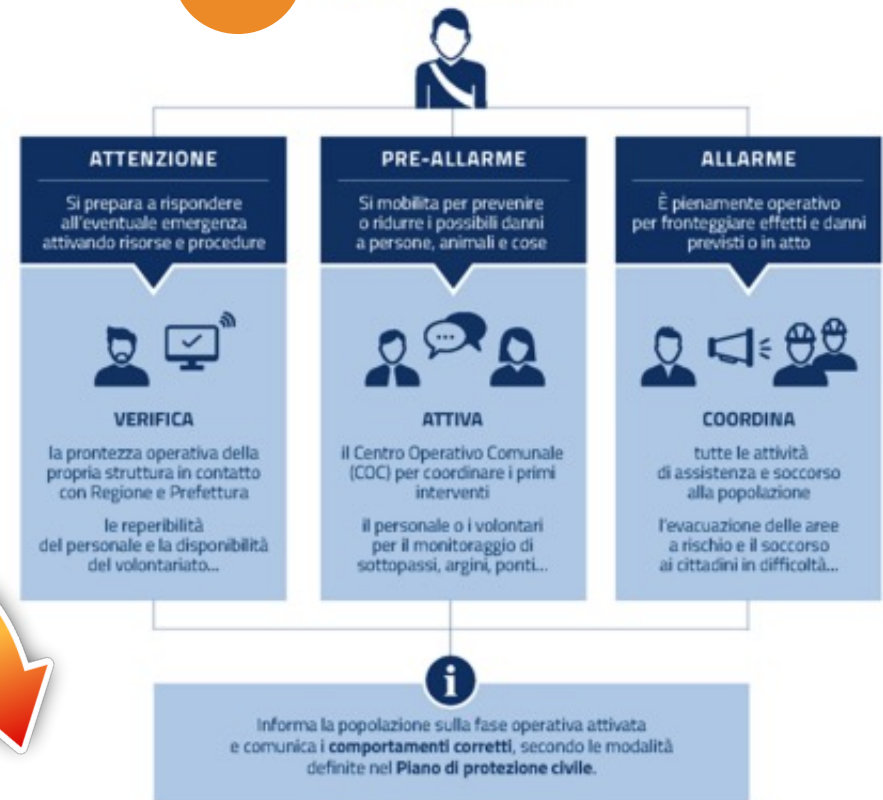 ATTENZIONE
Si prepara a rispondere
all'eventuale emergenza
attivando risorse e procedure
VERIFICA
la prontezza operativa della
propria struttura in contatto
con Regione e Prefettura
le reperibilità
del personale e la disponibilità
del volontariato...
PRE-ALLARME
Si mobilita per prevenire
o ridurre i possibili danni
a persone, animali e cose
ATTIVA
il Centro Operativo Comunale
(COC) per coordinare i primi
interventi
il personale o i volontari
per il monitoraggio di
sottopassi, argini, ponti...
ALLARME
È pienamente operativo
per fronteggiare effetti e danni
previsti o in atto
COORDINA
tutte le attività
di assistenza e soccorso
alla popolazione
l'evacuazione delle aree
a rischio e il soccorso
ai cittadini in difficoltà...
i
Informa la popolazione sulla fase operativa attivata
e comunica i comportamenti corretti, secondo le modalità
definite nel Piano di protezione civile.